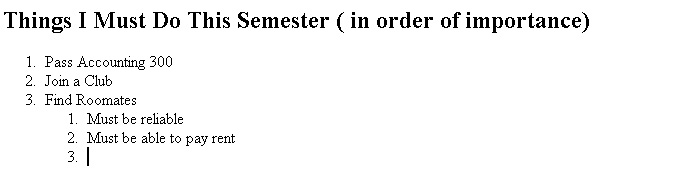 Things I Must Do This Semester ( in order of importance)
1. Pass Accounting 300
2. Join a Club
3. Find Roomates
1. Must be reliable
2. Must be able to pay rent
3.